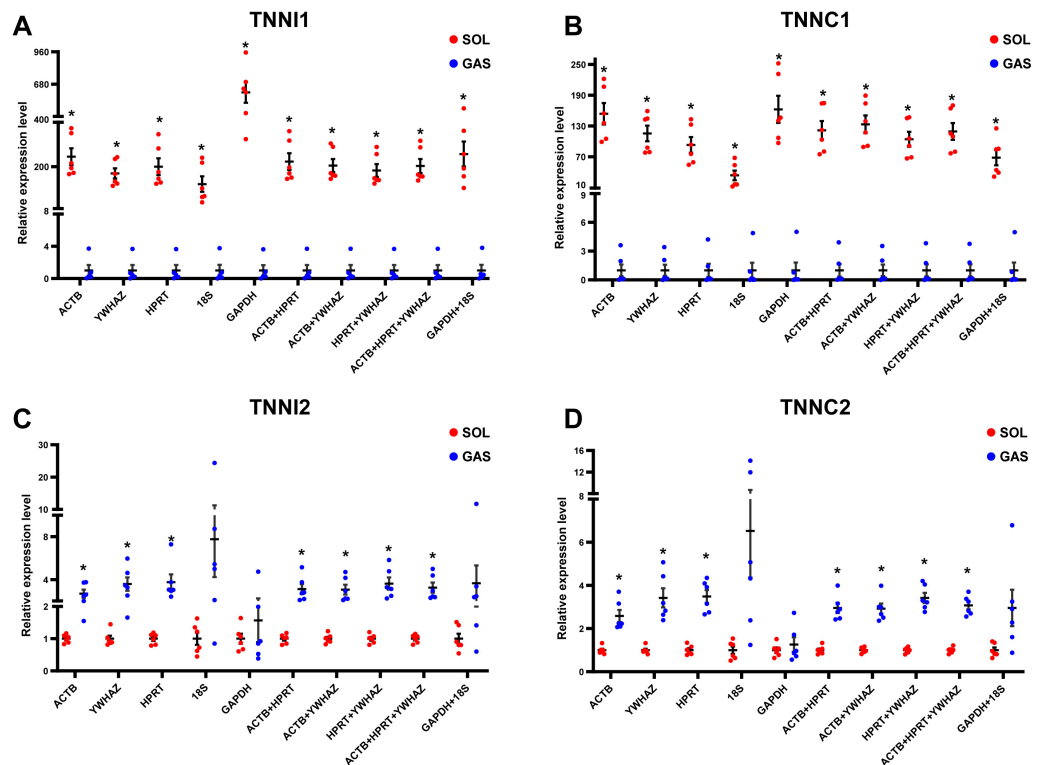 A
TNNI1
SOL
GAS
Relative expression level
960
680
400
200
8
4
0
*
*
*
*
*
*
*
*
*
*
ACTB
YWHAZ
HPRT
18S
GAPDH
ACTB+HPRT
ACTB+YWHAZ
HPRT+YWHAZ
ACTB+HPRT+YWHAZ
GAPDH+18S
B
TNNC1
SOL
GAS
Relative expression level
250
190
130
70
10
9
6
3
0
*
*
*
*
*
*
*
*
*
*
ACTB
YWHAZ
HPRT
18S
GAPDH
ACTB+HPRT
ACTB+YWHAZ
HPRT+YWHAZ
ACTB+HPRT+YWHAZ
GAPDH+18S
C
TNNI2
SOL
GAS
Relative expression level
30
20
10
8
4
2
1
0
*
*
*
*
*
*
*
ACTB
YWHAZ
HPRT
18S
GAPDH
ACTB+HPRT
ACTB+YWHAZ
HPRT+YWHAZ
ACTB+HPRT+YWHAZ
GAPDH+18S
D
TNNC2
SOL
GAS
Relative expression level
16
12
8
6
4
2
0
*
*
*
*
*
*
*
ACTB
YWHAZ
HPRT
18S
GAPDH
ACTB+HPRT
ACTB+YWHAZ
HPRT+YWHAZ
ACTB+HPRT+YWHAZ
GAPDH+18S